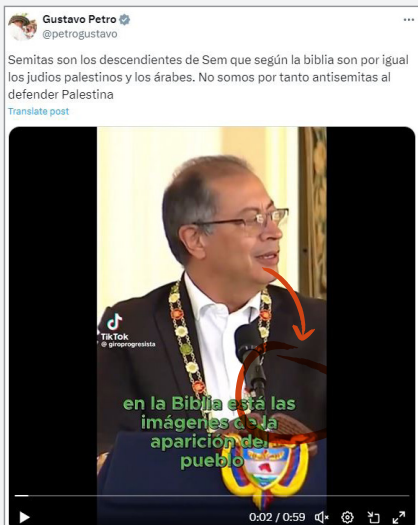 Gustavo Petro
@petrogustavo
Semitas son los descendientes de Sem que según la biblia son por igual
los judios palestinos y los árabes. No somos por tanto antisemitas al
defender Palestina
Translate post
TikTok
@giroprogresista
en la Biblia está las
imágenes de la
aparición del
pueblo
0:02 / 0:59